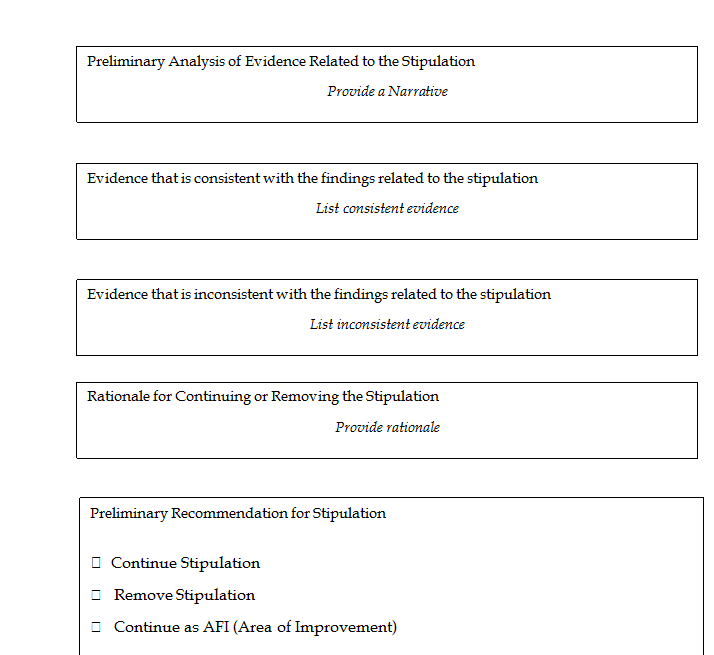 Preliminary Analysis of Evidence Related to the Stipulation
Provide a Narrative
Evidence that is consistent with the findings related to the stipulation
List consistent evidence
Evidence that is inconsistent with the findings related to the stipulation
List inconsistent evidence
Rationale for Continuing or Removing the Stipulation
Provide rationale
Preliminary Recommendation for Stipulation
☐ Continue Stipulation
☐ Remove Stipulation
☐ Continue as AFI (Area of Improvement)